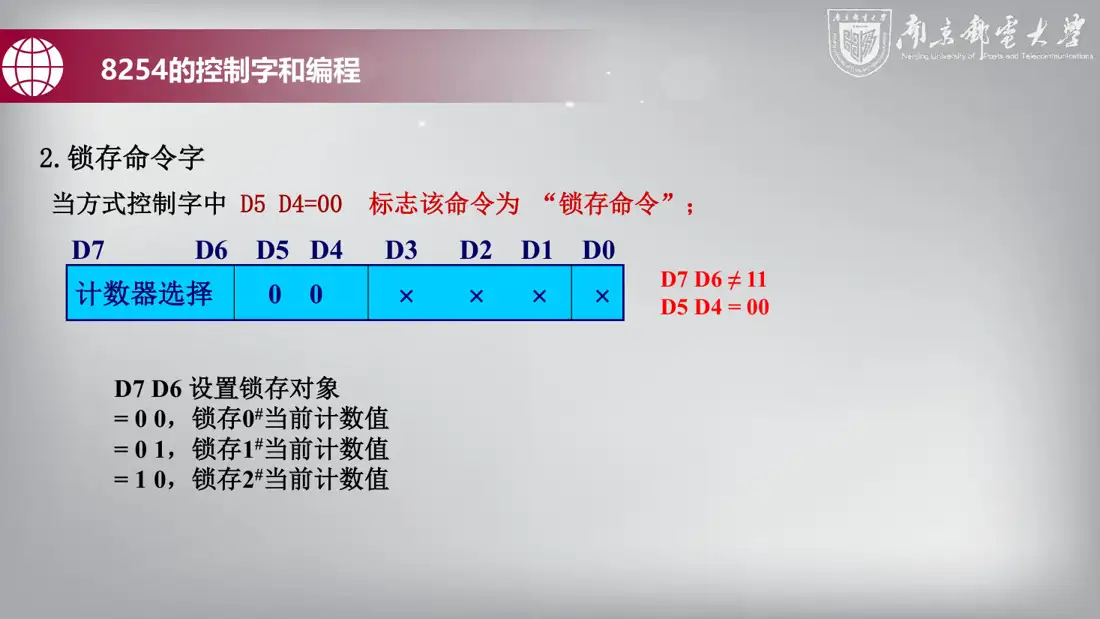 8254的控制字和编程
南京邮电大学
Nanjing University of Posts and Telecommunications
2.锁存命令字
当方式控制字中 D5 D4=00 标志该命令为 “锁存命令”;
D7 D6 D5 D4 D3 D2 D1 D0
计数器选择 0 0 × × × ×
D7 D6 ≠ 11
D5 D4 = 00
D7 D6 设置锁存对象
= 0 0，锁存0#当前计数值
= 0 1，锁存1#当前计数值
= 1 0，锁存2#当前计数值